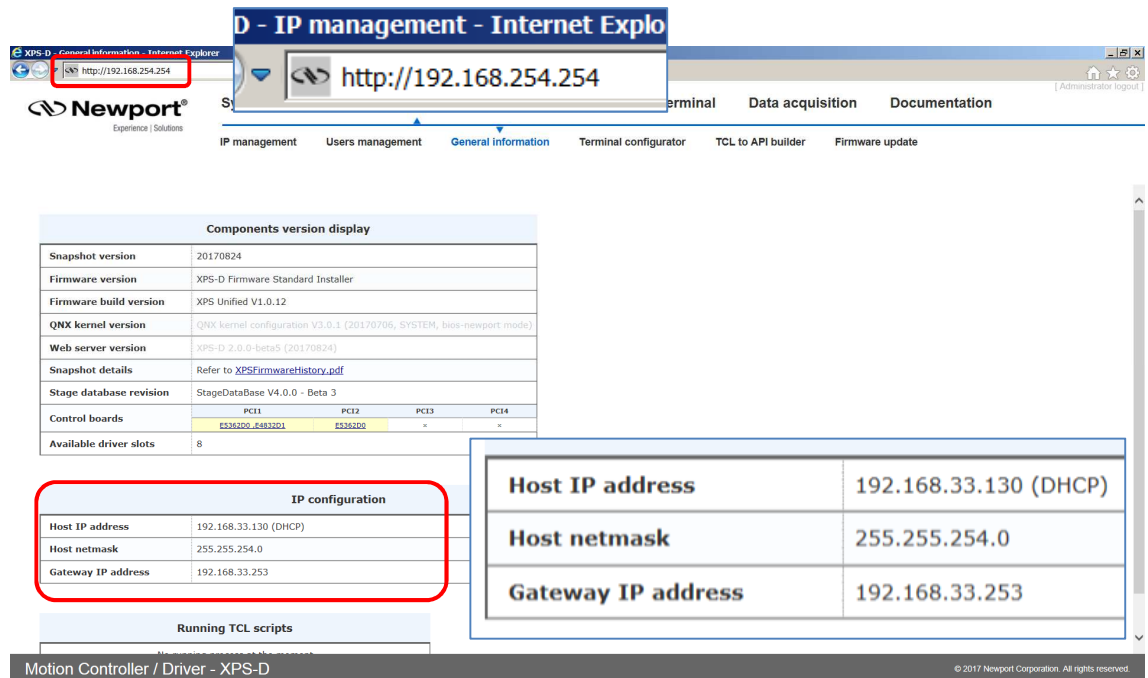 D - IP management - Internet Explo
http://192.168.254.254
XPS-D - General information - Internet Explorer
http://192.168.254.254
[ Administrator logout ]
Newport®
Experience | Solutions
Sy
erminal Data acquisition Documentation
IP management Users management General information Terminal configurator TCL to API builder Firmware update
Components version display
Snapshot version 20170824
Firmware version XPS-D Firmware Standard Installer
Firmware build version XPS Unified V1.0.12
QNX kernel version QNX kernel configuration V3.0.1 (20170706, SYSTEM, bios-newport mode)
Web server version XPS-D 2.0.0-beta5 (20170824)
Snapshot details Refer to XPSFirmwareHistory.pdf
Stage database revision StageDataBase V4.0.0 - Beta 3
Control boards PCI1 PCI2 PCI3 PCI4
E5362D0 ,E4832D1 E5362D0 × ×
Available driver slots 8
IP configuration
Host IP address 192.168.33.130 (DHCP)
Host netmask 255.255.254.0
Gateway IP address 192.168.33.253
Host IP address 192.168.33.130 (DHCP)
Host netmask 255.255.254.0
Gateway IP address 192.168.33.253
Running TCL scripts
No running process at the moment
Motion Controller / Driver - XPS-D
© 2017 Newport Corporation. All rights reserved.